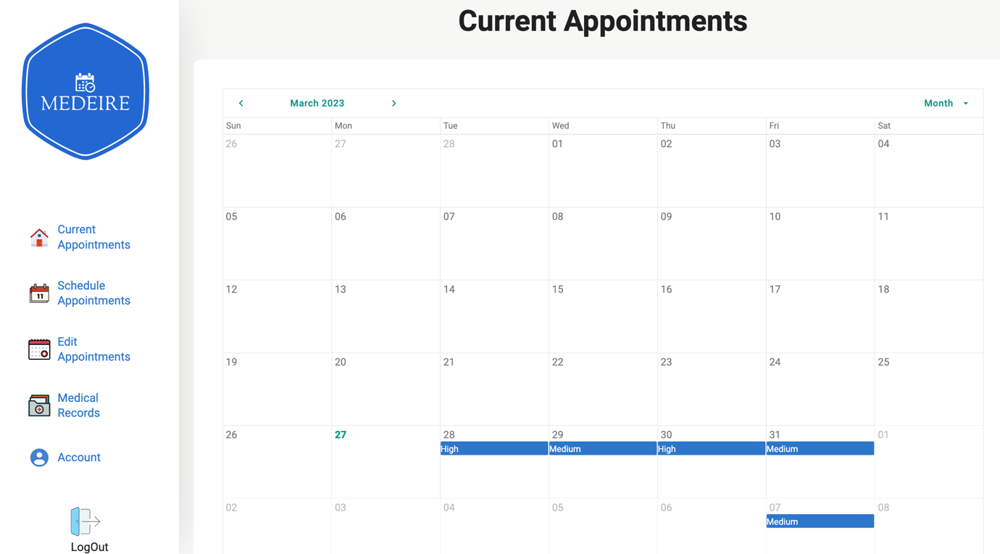 MEDEIRE
Current
Appointments
Schedule
Appointments
11
Edit
Appointments
Medical
Records
Account
LogOut
Current Appointments
March 2023
Month
Sun Mon Tue Wed Thu Fri Sat
26 27 28 01 02 03 04
05 06 07 08 09 10 11
12 13 14 15 16 17 18
19 20 21 22 23 24 25
26 27 28 29 30 31 01
High Medium High Medium
02 03 04 05 06 07 08
Medium